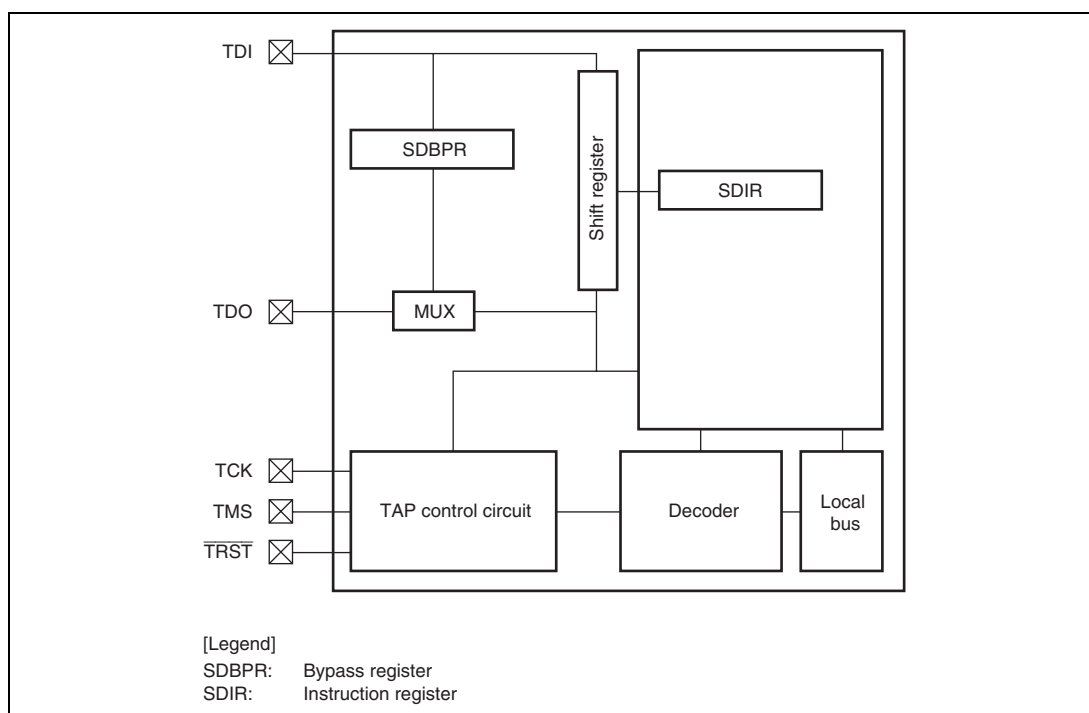 TDI
SDBPR
Shift register
SDIR
TDO
MUX
TCK
TMS
TRST
TAP control circuit
Decoder
Local
bus
[Legend]
SDBPR: Bypass register
SDIR: Instruction register